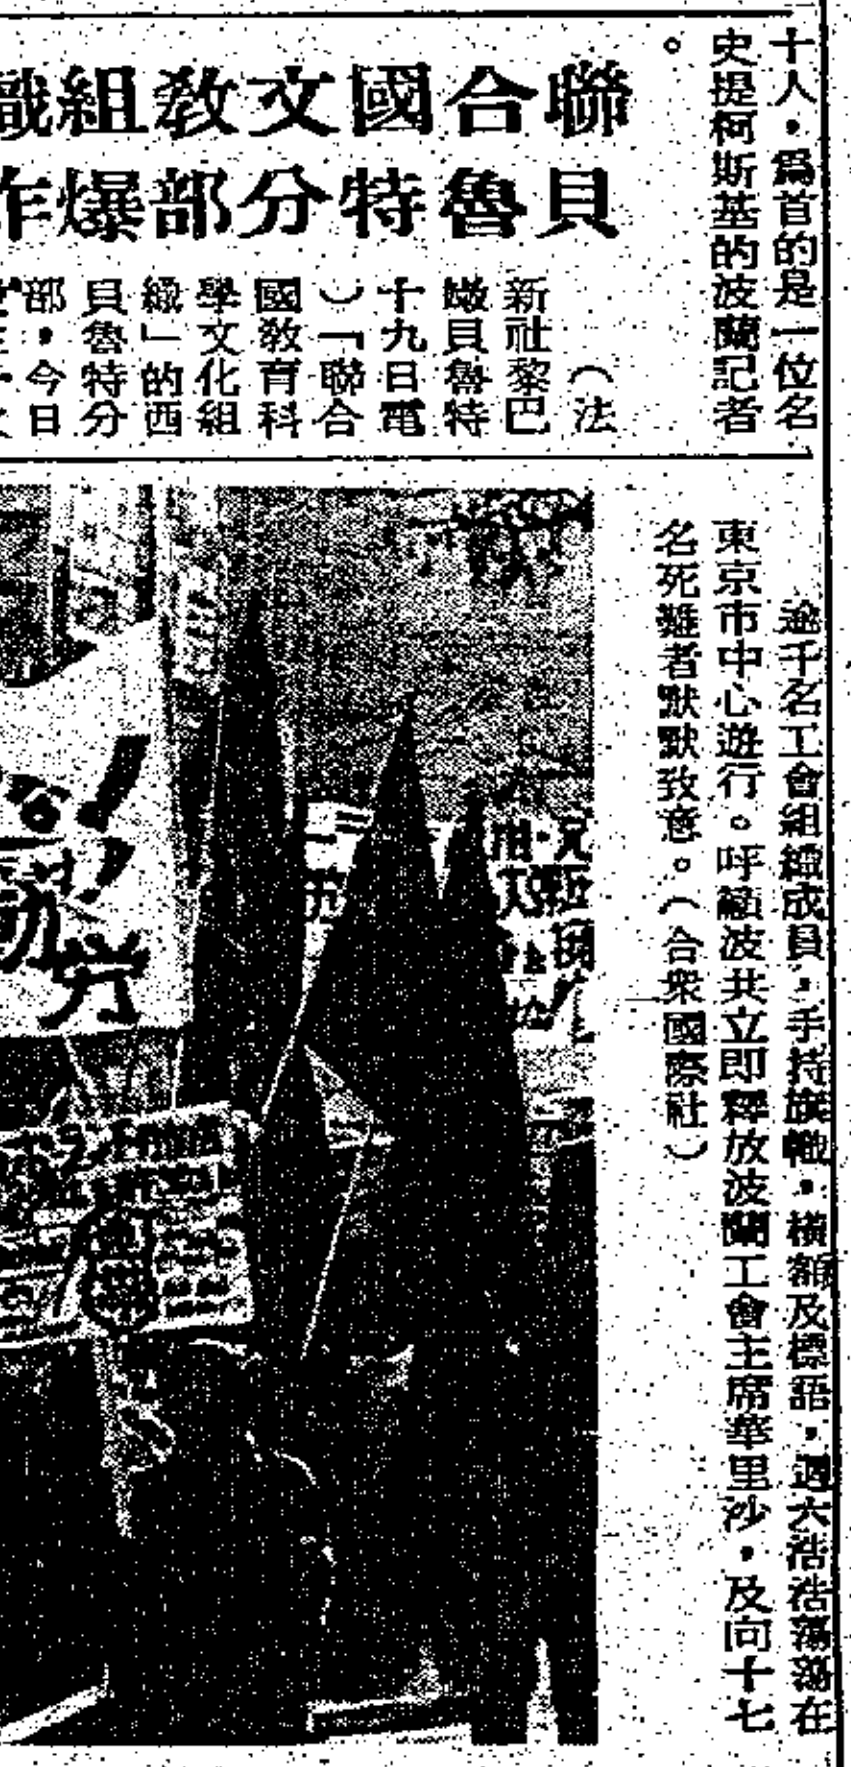 十人，爲首的是一位名
史提柯斯基的波蘭記者
。
聯合國文教組織
貝魯特分部爆炸
（法
新社黎巴
嫩貝魯特
十九日電
）「聯合
國教育科
學文化組
織」的西
貝魯特分
部，今日
逾千名工會組織成員，手持旗幟，橫額及標語，週六浩浩蕩蕩在
東京市中心遊行。呼籲波共立即釋放波蘭工會主席華里沙，及向十七
名死難者默默致意。（合衆國際社）